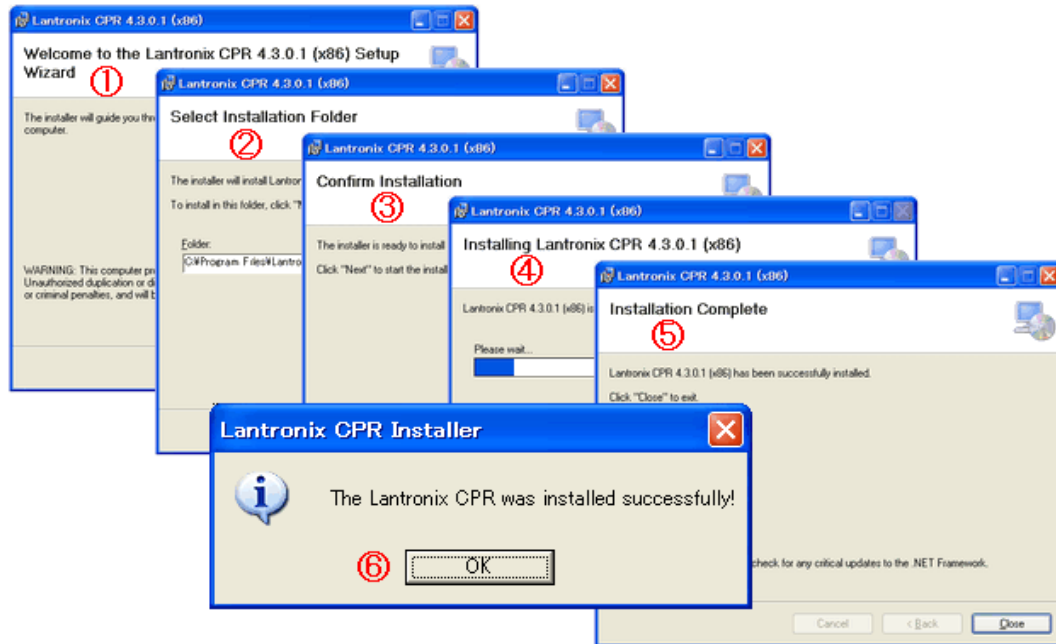 Lantronix CPR 4.3.0.1 (x86)
Welcome to the Lantronix CPR 4.3.0.1 (x86) Setup
Wizard
①
The installer will guide you
computer.
WARNING: This computer
Unauthorized duplication or
or criminal penalties, and will
Lantronix CPR 4.3.0.1 (x86)
Select Installation Folder
②
The installer will install
To install in this folder, click
Folder:
C:¥Program Files¥
Lantronix CPR 4.3.0.1 (x86)
Confirm Installation
③
The installer is ready to install
Click "Next" to start the
Lantronix CPR 4.3.0.1 (x86)
Installing Lantronix CPR 4.3.0.1 (x86)
④
Lantronix CPR 4.3.0.1 (x86) is
Please wait...
Lantronix CPR 4.3.0.1 (x86)
Installation Complete
⑤
Lantronix CPR 4.3.0.1 (x86) has been successfully installed.
Click "Close" to exit.
check for any critical updates to the .NET Framework.
Cancel
< Back
Close
Lantronix CPR Installer
The Lantronix CPR was installed successfully!
⑥
OK